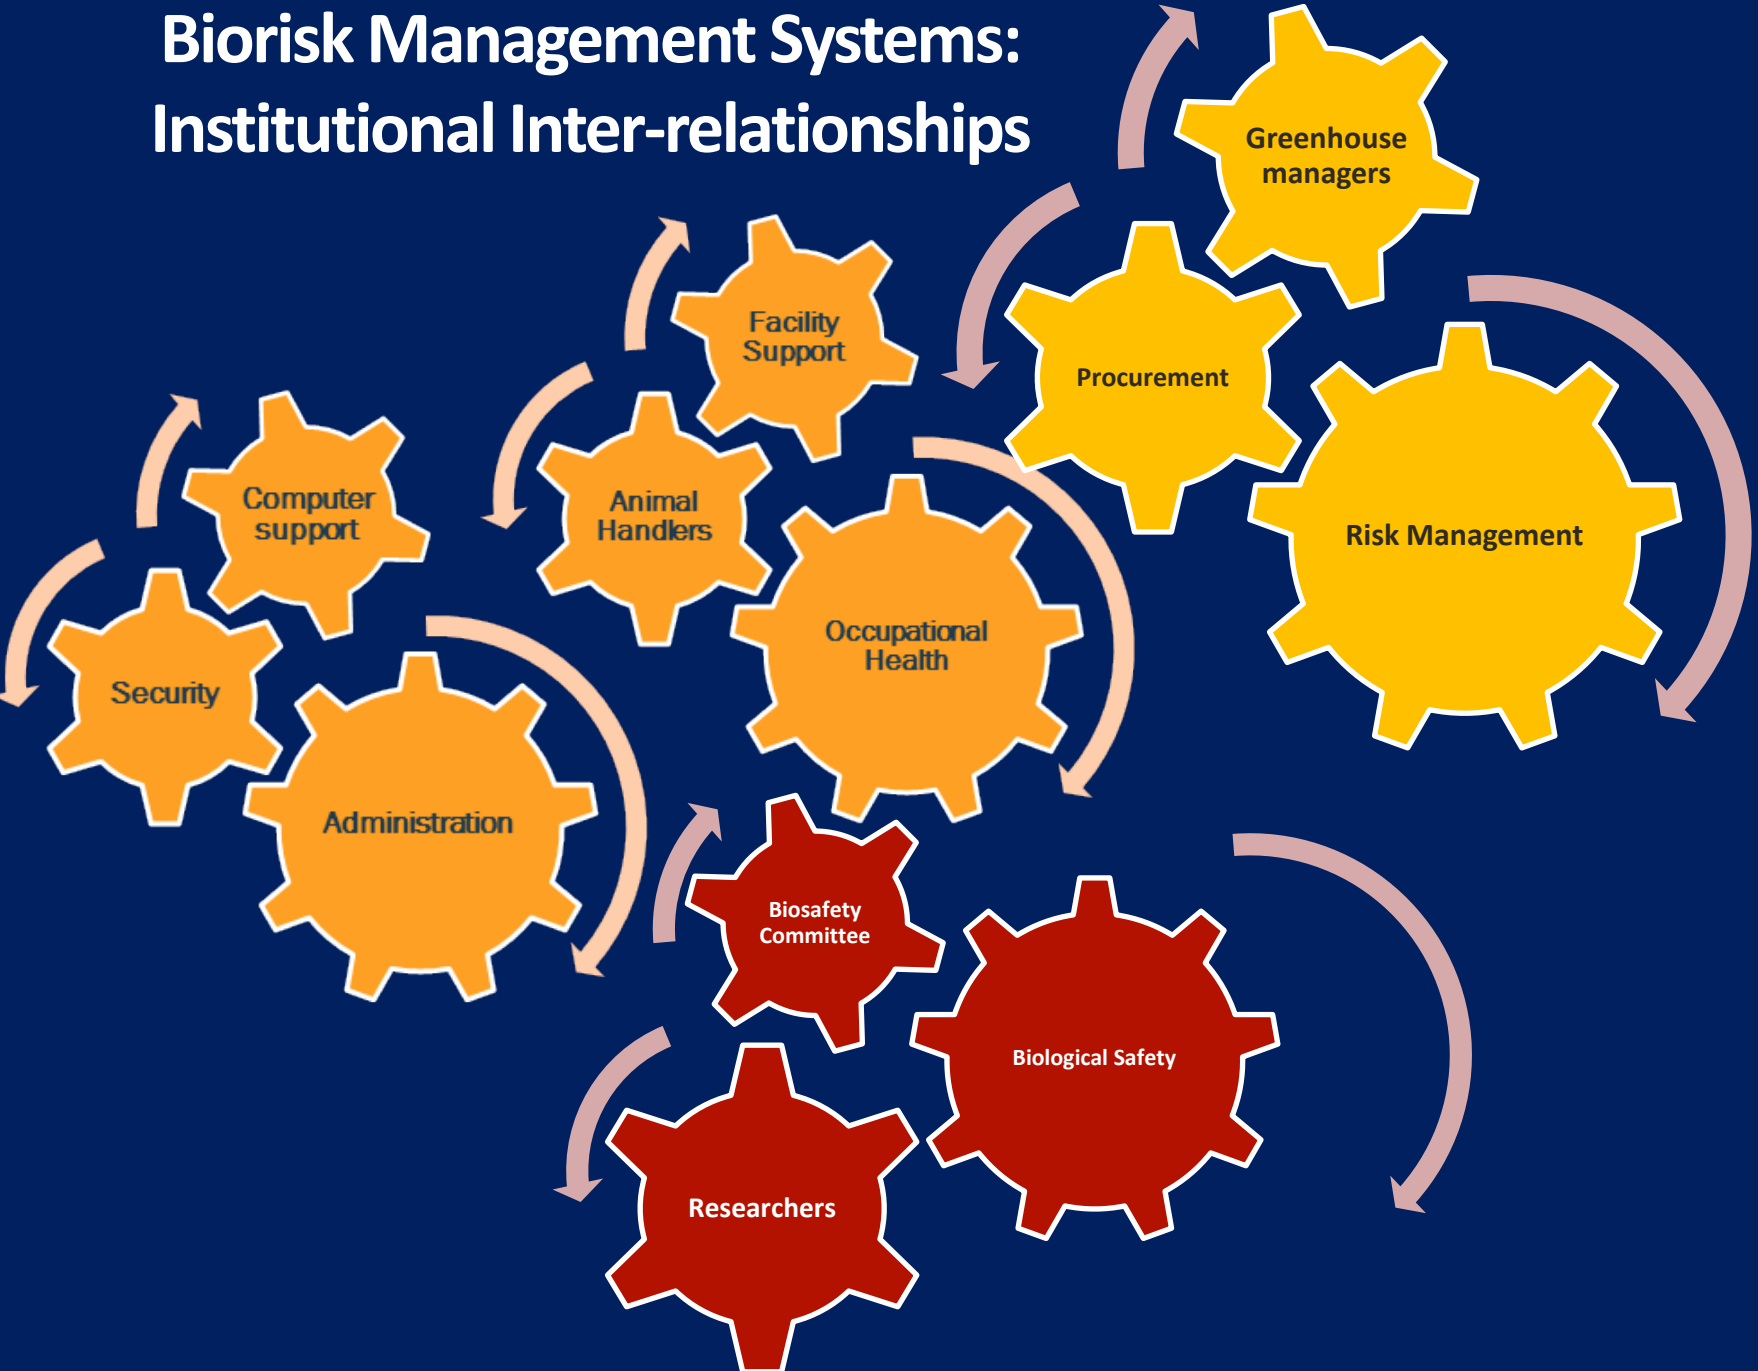 Biorisk Management Systems:
Institutional Inter-relationships
Greenhouse
managers
Procurement
Risk Management
Facility
Support
Animal
Handlers
Occupational
Health
Computer
support
Security
Administration
Biosafety
Committee
Biological Safety
Researchers